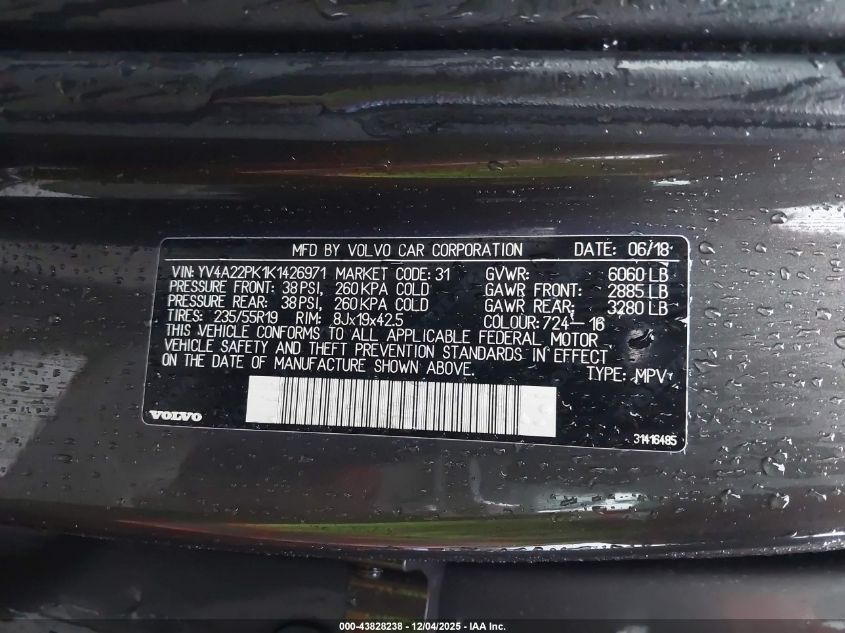 MFD BY VOLVO CAR CORPORATION DATE: 06/18
VIN: YV4A22PK1K1426971 MARKET CODE: 31 GVWR: 6060 LB
PRESSURE FRONT: 38 PSI, 260 KPA COLD GAWR FRONT: 2885 LB
PRESSURE REAR: 38 PSI, 260 KPA COLD GAWR REAR: 3280 LB
TIRES: 235/55R19 RIM: 8Jx19x42.5 COLOUR: 724-16
THIS VEHICLE CONFORMS TO ALL APPLICABLE FEDERAL MOTOR
VEHICLE SAFETY AND THEFT PREVENTION STANDARDS IN EFFECT
ON THE DATE OF MANUFACTURE SHOWN ABOVE. TYPE: MPV
VOLVO
31416485
000-43828238 - 12/04/2025 - IAA Inc.